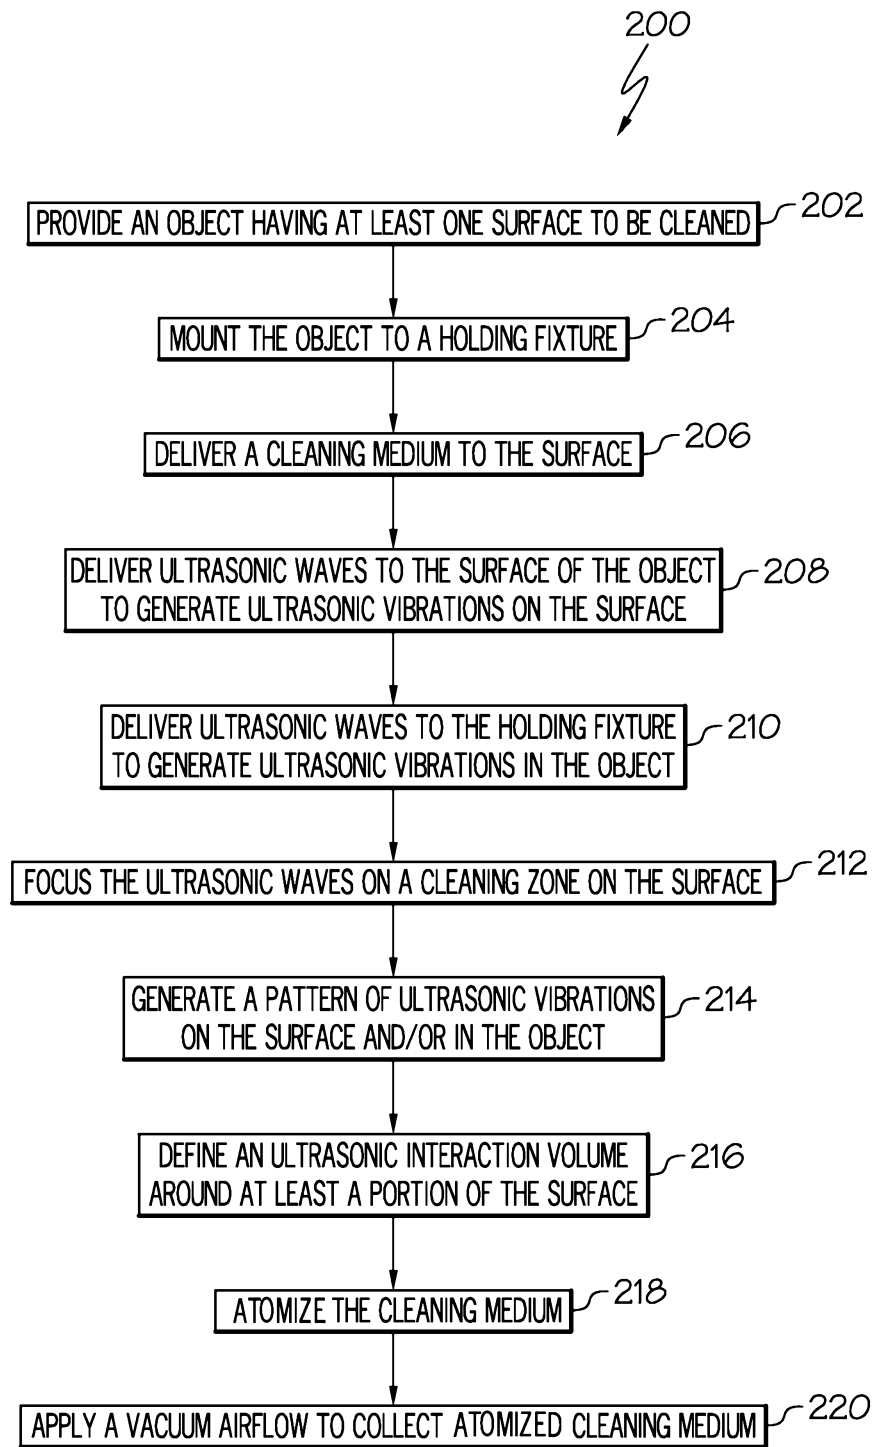 200
PROVIDE AN OBJECT HAVING AT LEAST ONE SURFACE TO BE CLEANED
202
MOUNT THE OBJECT TO A HOLDING FIXTURE
204
DELIVER A CLEANING MEDIUM TO THE SURFACE
206
DELIVER ULTRASONIC WAVES TO THE SURFACE OF THE OBJECT
TO GENERATE ULTRASONIC VIBRATIONS ON THE SURFACE
208
DELIVER ULTRASONIC WAVES TO THE HOLDING FIXTURE
TO GENERATE ULTRASONIC VIBRATIONS IN THE OBJECT
210
FOCUS THE ULTRASONIC WAVES ON A CLEANING ZONE ON THE SURFACE
212
GENERATE A PATTERN OF ULTRASONIC VIBRATIONS
ON THE SURFACE AND/OR IN THE OBJECT
214
DEFINE AN ULTRASONIC INTERACTION VOLUME
AROUND AT LEAST A PORTION OF THE SURFACE
216
ATOMIZE THE CLEANING MEDIUM
218
APPLY A VACUUM AIRFLOW TO COLLECT ATOMIZED CLEANING MEDIUM
220